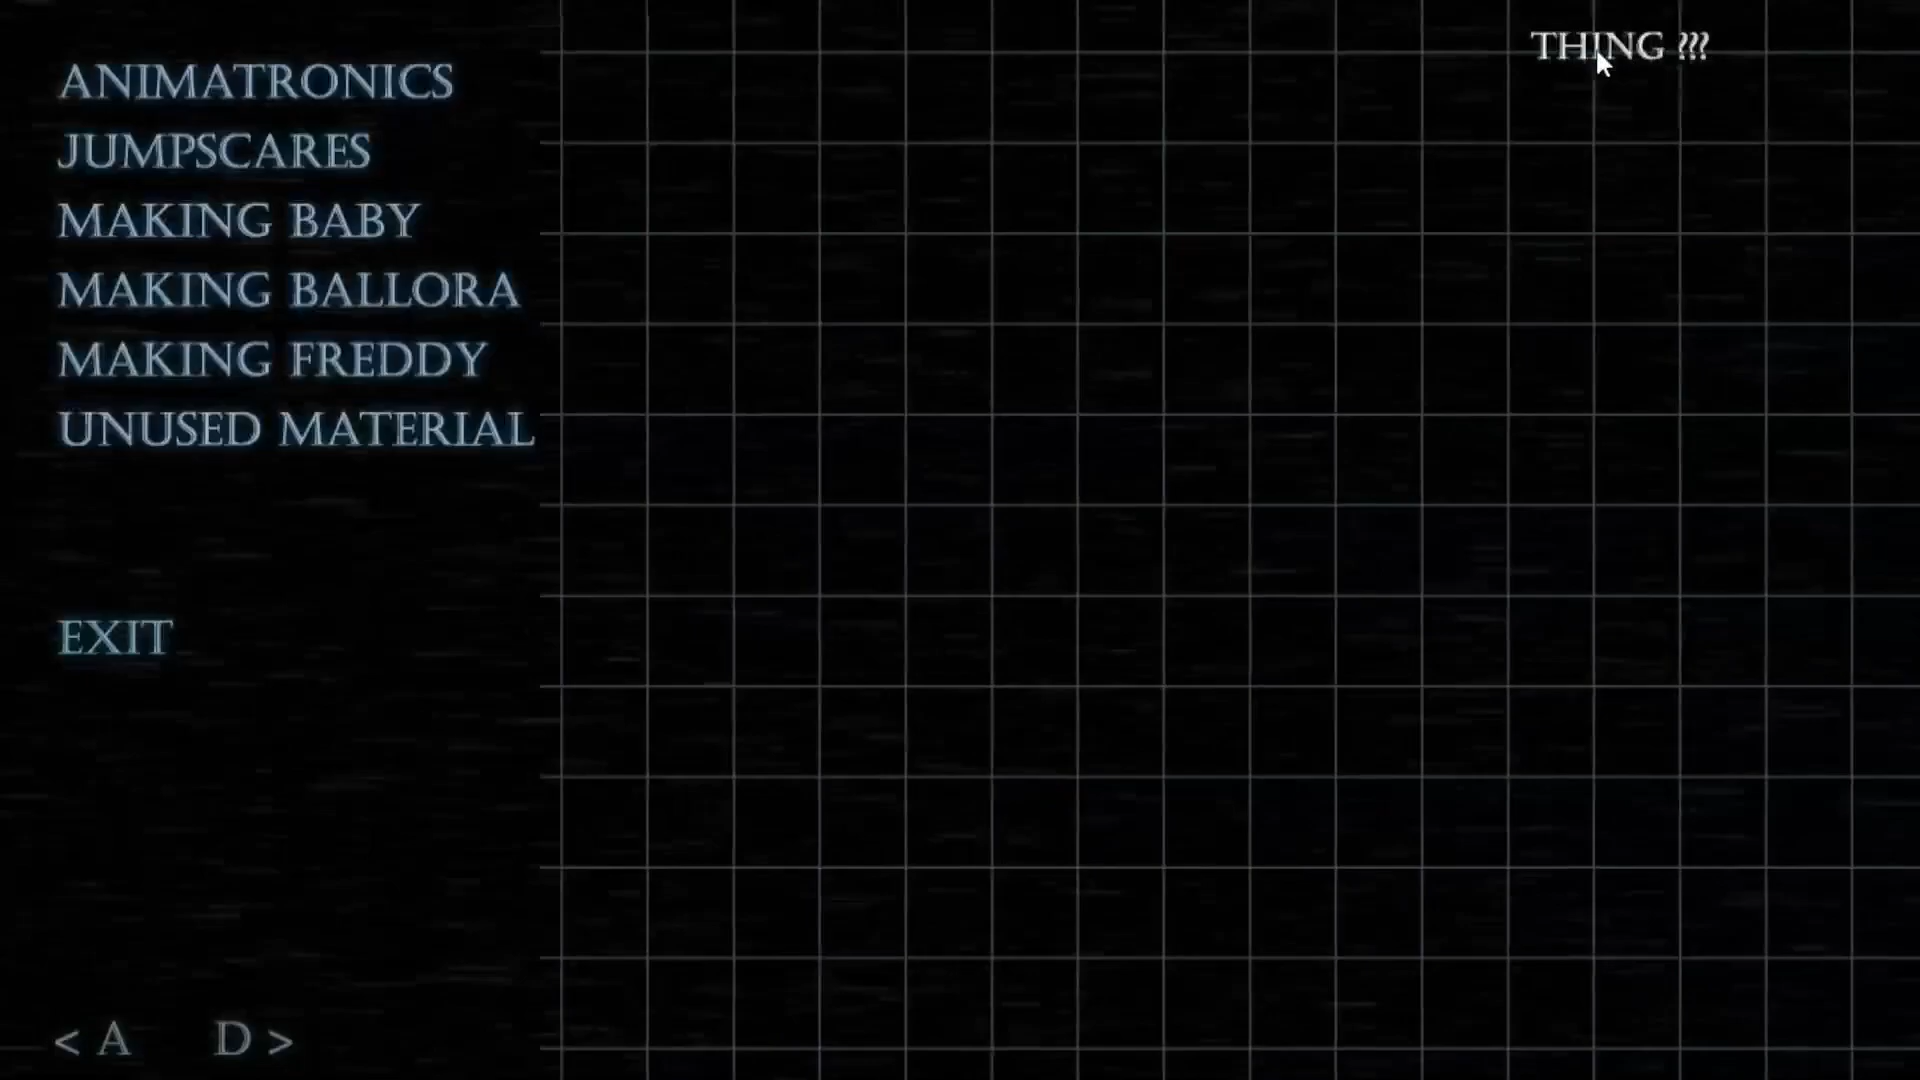 THING ???
ANIMATRONICS
JUMPSCARES
MAKING BABY
MAKING BALLORA
MAKING FREDDY
UNUSED MATERIAL
EXIT
< A D >